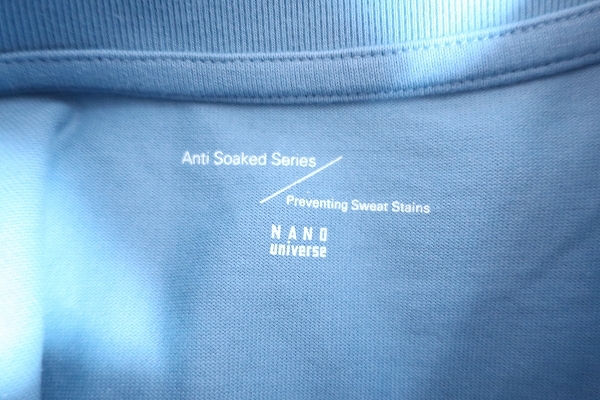 Anti Soaked Series
Preventing Sweat Stains
NANO
universe